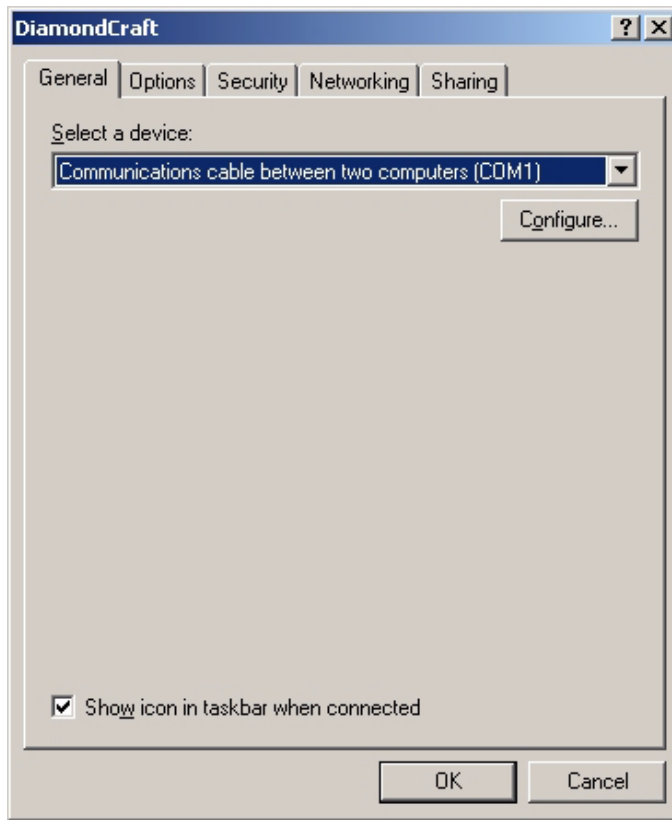 DiamondCraft
General Options Security Networking Sharing
Select a device:
Communications cable between two computers (COM1)
Configure...
Show icon in taskbar when connected
OK Cancel